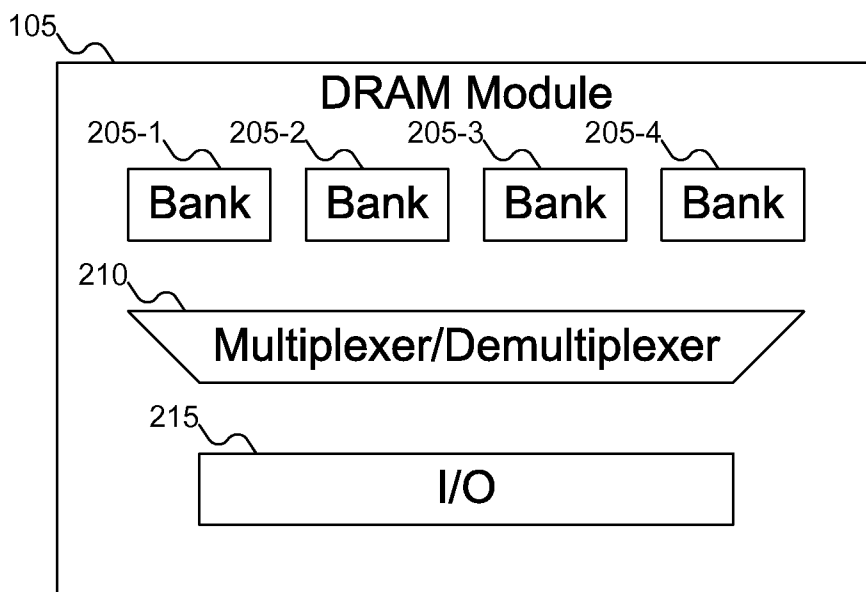 105
DRAM Module
205-1 205-2 205-3 205-4
Bank Bank Bank Bank
210
Multiplexer/Demultiplexer
215
I/O